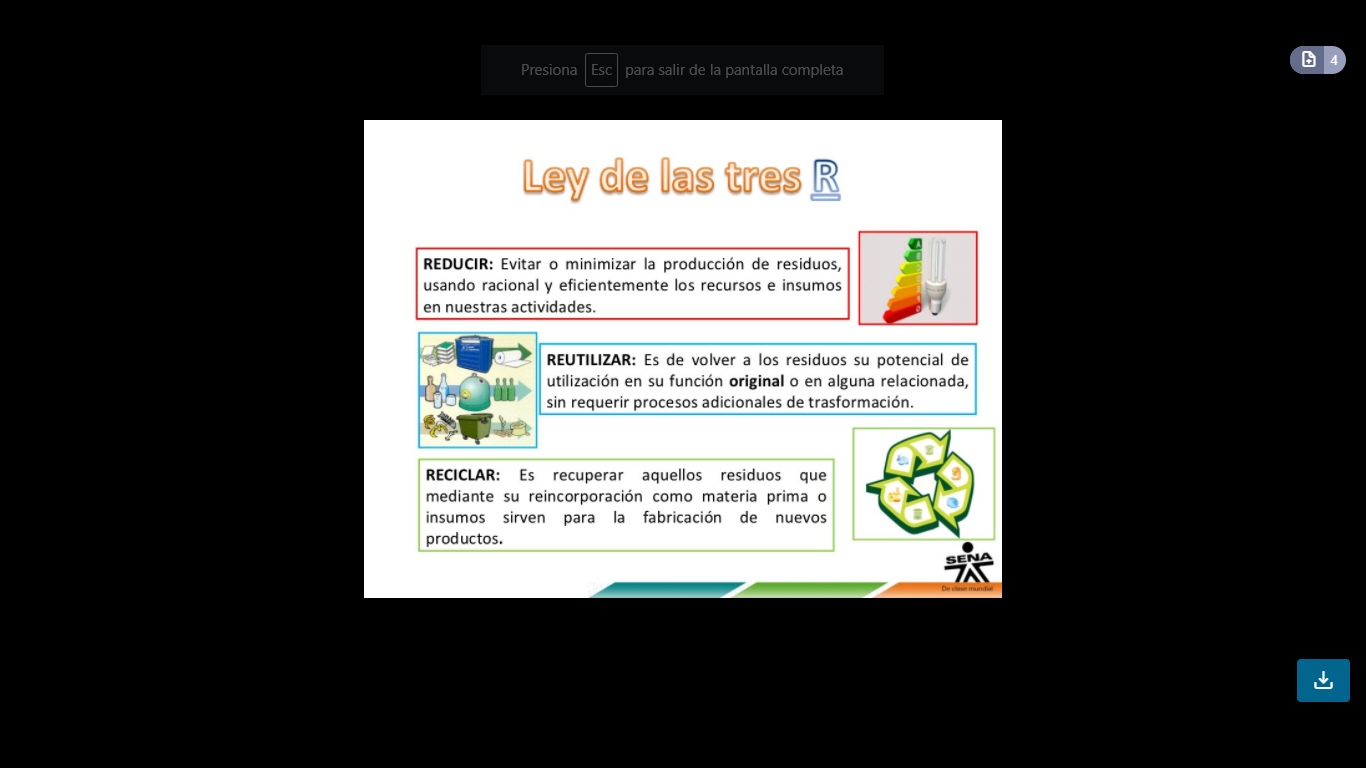 Presiona Esc para salir de la pantalla completa
4
Ley de las tres R
REDUCIR: Evitar o minimizar la producción de residuos,
usando racional y eficientemente los recursos e insumos
en nuestras actividades.
REUTILIZAR: Es de volver a los residuos su potencial de
utilización en su función original o en alguna relacionada,
sin requerir procesos adicionales de trasformación.
RECICLAR: Es recuperar aquellos residuos que
mediante su reincorporación como materia prima o
insumos sirven para la fabricación de nuevos
productos.
SENA
De clase mundial